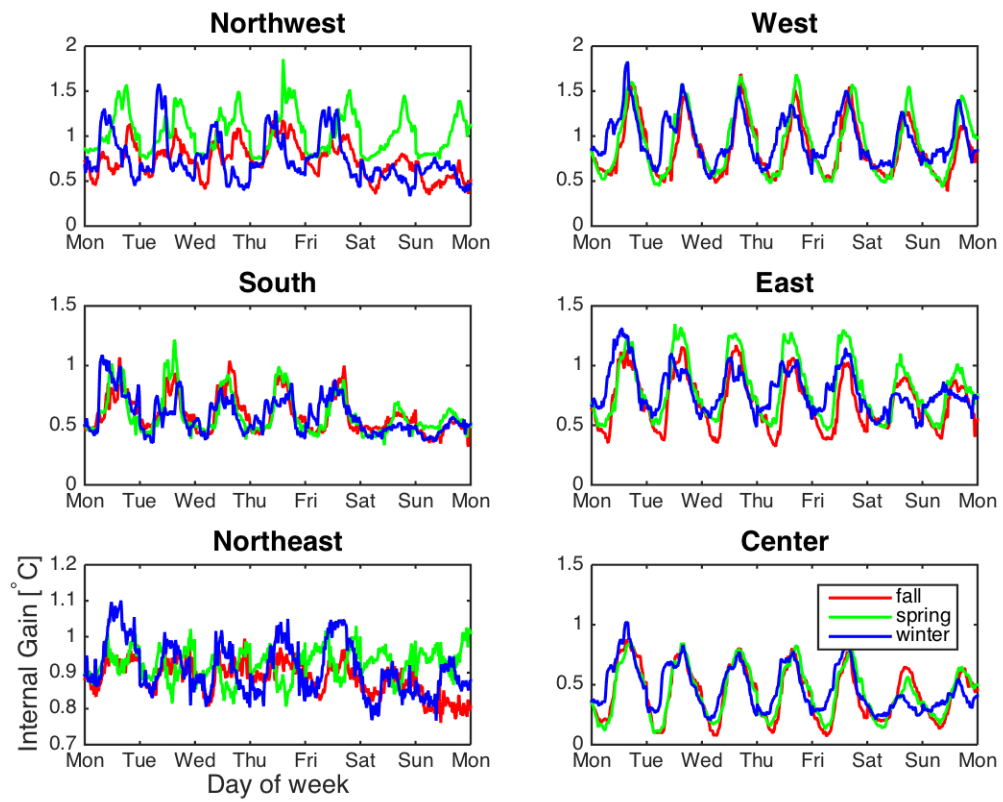 Northwest
2
1.5
1
0.5
0
Mon Tue Wed Thu Fri Sat Sun Mon
West
2
1.5
1
0.5
0
Mon Tue Wed Thu Fri Sat Sun Mon
South
1.5
1
0.5
0
Mon Tue Wed Thu Fri Sat Sun Mon
East
1.5
1
0.5
0
Mon Tue Wed Thu Fri Sat Sun Mon
Northeast
Internal Gain [°C]
1.2
1.1
1
0.9
0.8
0.7
Mon Tue Wed Thu Fri Sat Sun Mon
Day of week
Center
1.5
1
0.5
0
fall
spring
winter
Mon Tue Wed Thu Fri Sat Sun Mon